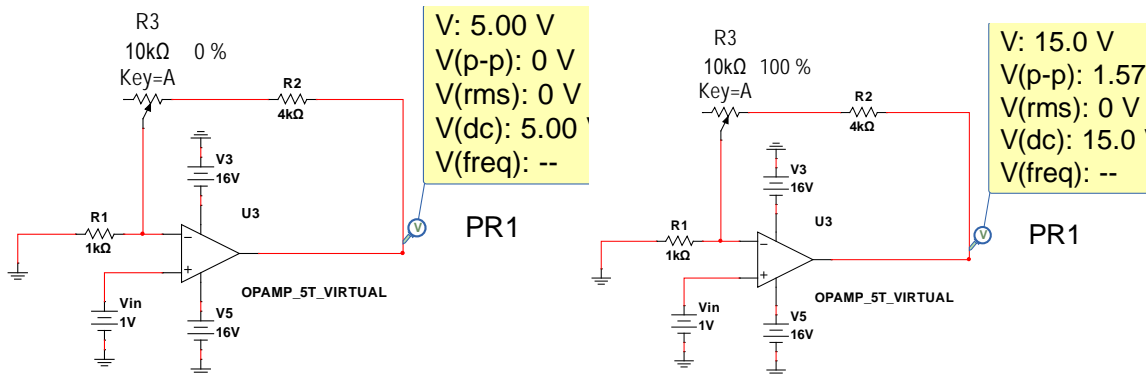 R3
10kΩ 0 %
Key=A
R2
4kΩ
V3
16V
U3
R1
1kΩ
OPAMP_5T_VIRTUAL
Vin
1V
V5
16V
V: 5.00 V
V(p-p): 0 V
V(rms): 0 V
V(dc): 5.00
V(freq): --
V
PR1
R3
10kΩ 100 %
Key=A
R2
4kΩ
V3
16V
U3
R1
1kΩ
OPAMP_5T_VIRTUAL
Vin
1V
V5
16V
V: 15.0 V
V(p-p): 1.57
V(rms): 0 V
V(dc): 15.0
V(freq): --
V
PR1